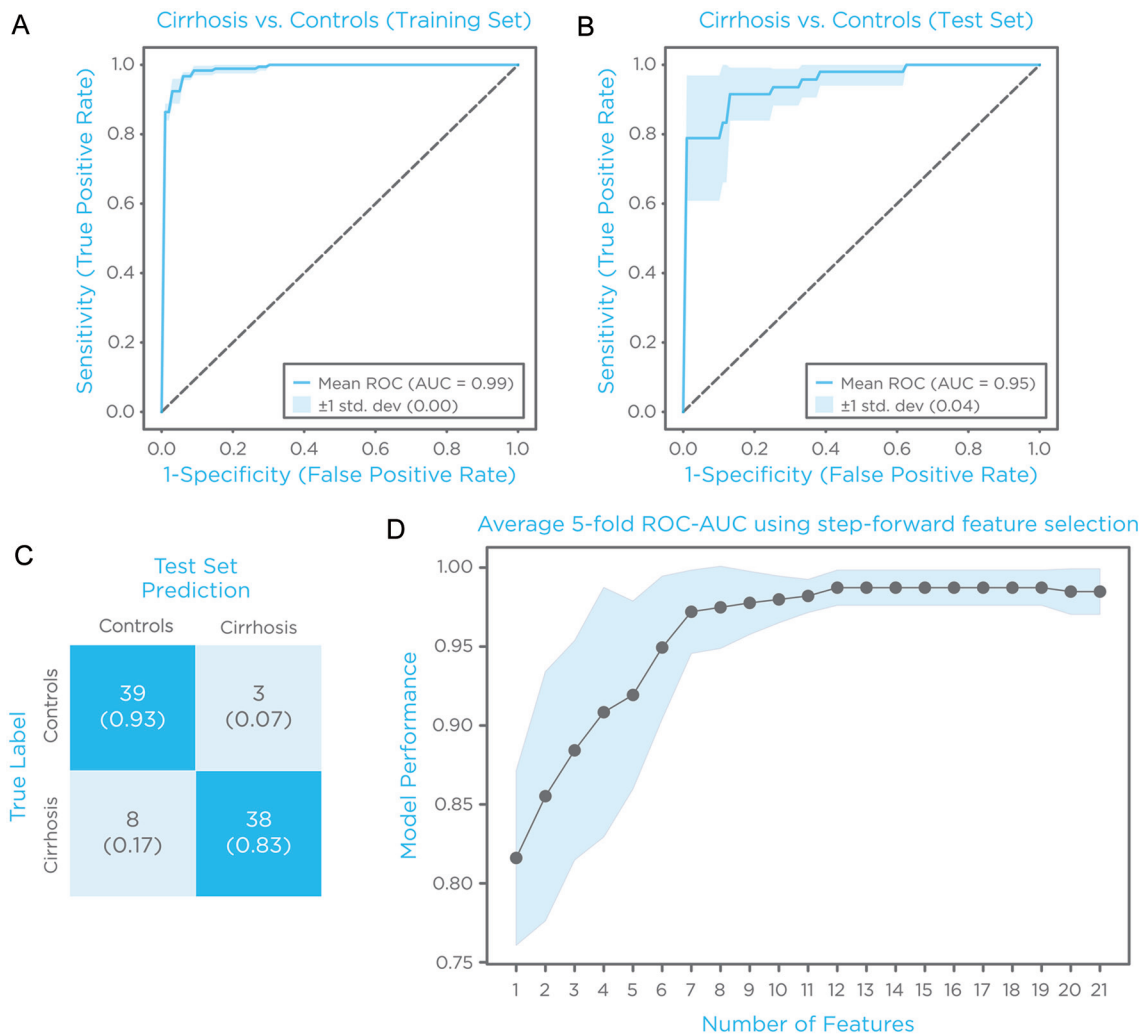 A
Cirrhosis vs. Controls (Training Set)
Sensitivity (True Positive Rate)
1.0
0.8
0.6
0.4
0.2
0.0
Mean ROC (AUC = 0.99)
±1 std. dev (0.00)
0.0 0.2 0.4 0.6 0.8 1.0
1-Specificity (False Positive Rate)
B
Cirrhosis vs. Controls (Test Set)
Sensitivity (True Positive Rate)
1.0
0.8
0.6
0.4
0.2
0.0
Mean ROC (AUC = 0.95)
±1 std. dev (0.04)
0.0 0.2 0.4 0.6 0.8 1.0
1-Specificity (False Positive Rate)
C
Test Set
Prediction
Controls Cirrhosis
True Label
Controls
39 3
(0.93) (0.07)
Cirrhosis
8 38
(0.17) (0.83)
D
Average 5-fold ROC-AUC using step-forward feature selection
Model Performance
1.00
0.95
0.90
0.85
0.80
0.75
1 2 3 4 5 6 7 8 9 10 11 12 13 14 15 16 17 18 19 20 21
Number of Features